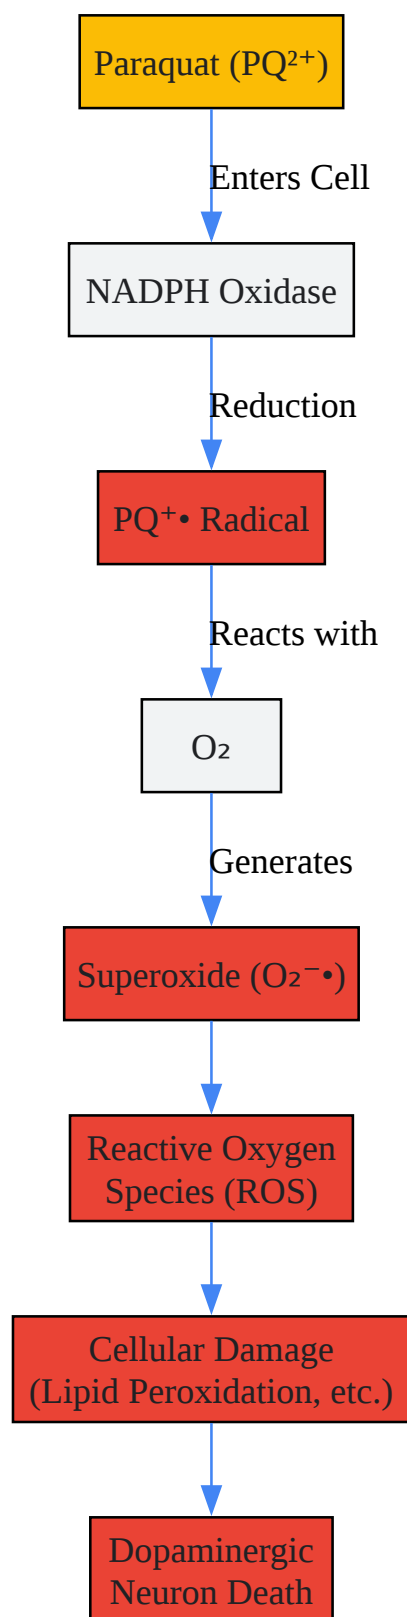 Paraquat (PQ²⁺)
Enters Cell
NADPH Oxidase
Reduction
PQ⁺• Radical
Reacts with
O₂
Generates
Superoxide (O₂⁻•)
Reactive Oxygen
Species (ROS)
Cellular Damage
(Lipid Peroxidation, etc.)
Dopaminergic
Neuron Death